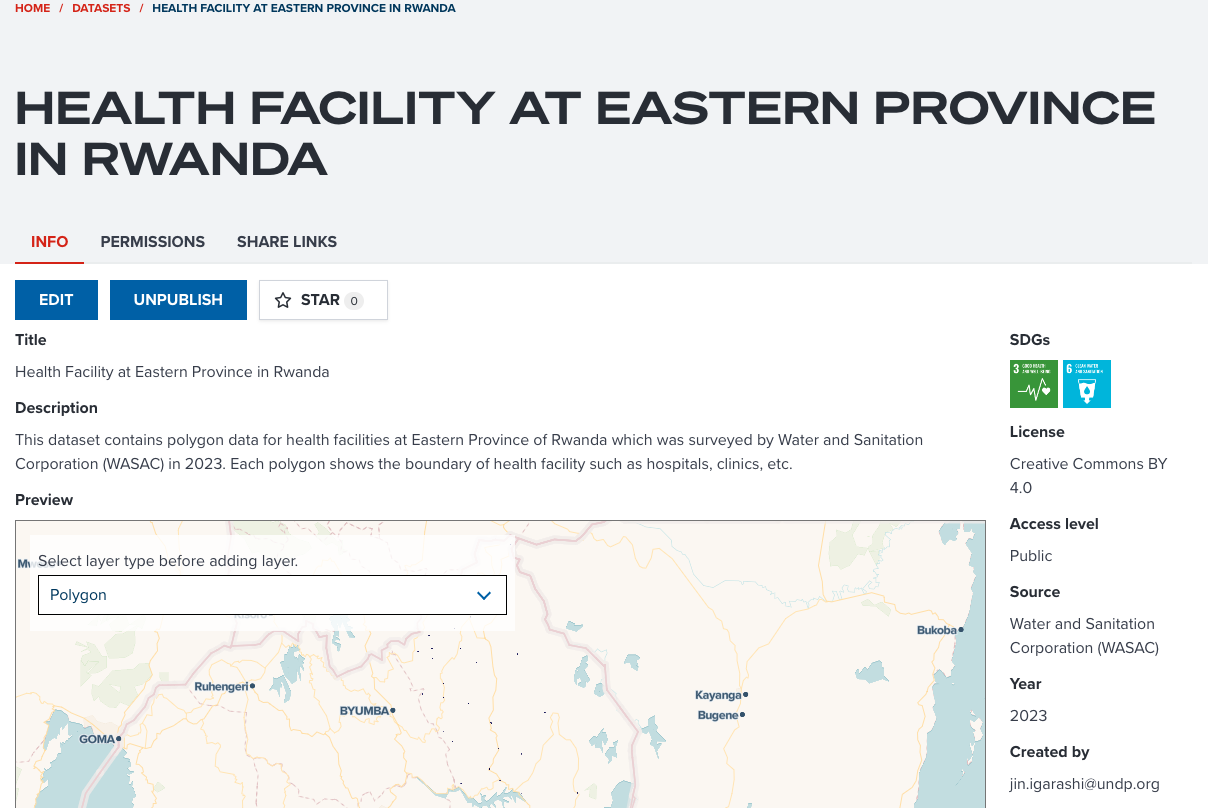 HOME / DATASETS / HEALTH FACILITY AT EASTERN PROVINCE IN RWANDA
HEALTH FACILITY AT EASTERN PROVINCE
IN RWANDA
INFO PERMISSIONS SHARE LINKS
EDIT UNPUBLISH STAR 0
Title
Health Facility at Eastern Province in Rwanda
Description
This dataset contains polygon data for health facilities at Eastern Province of Rwanda which was surveyed by Water and Sanitation
Corporation (WASAC) in 2023. Each polygon shows the boundary of health facility such as hospitals, clinics, etc.
Preview
Select layer type before adding layer.
Polygon
Bukoba
Ruhengeri
Kayanga
BYUMBA
Bugene
GOMA
SDGs
3 GOOD HEALTH AND WELL-BEING
6 CLEAN WATER AND SANITATION
License
Creative Commons BY
4.0
Access level
Public
Source
Water and Sanitation
Corporation (WASAC)
Year
2023
Created by
jin.igarashi@undp.org